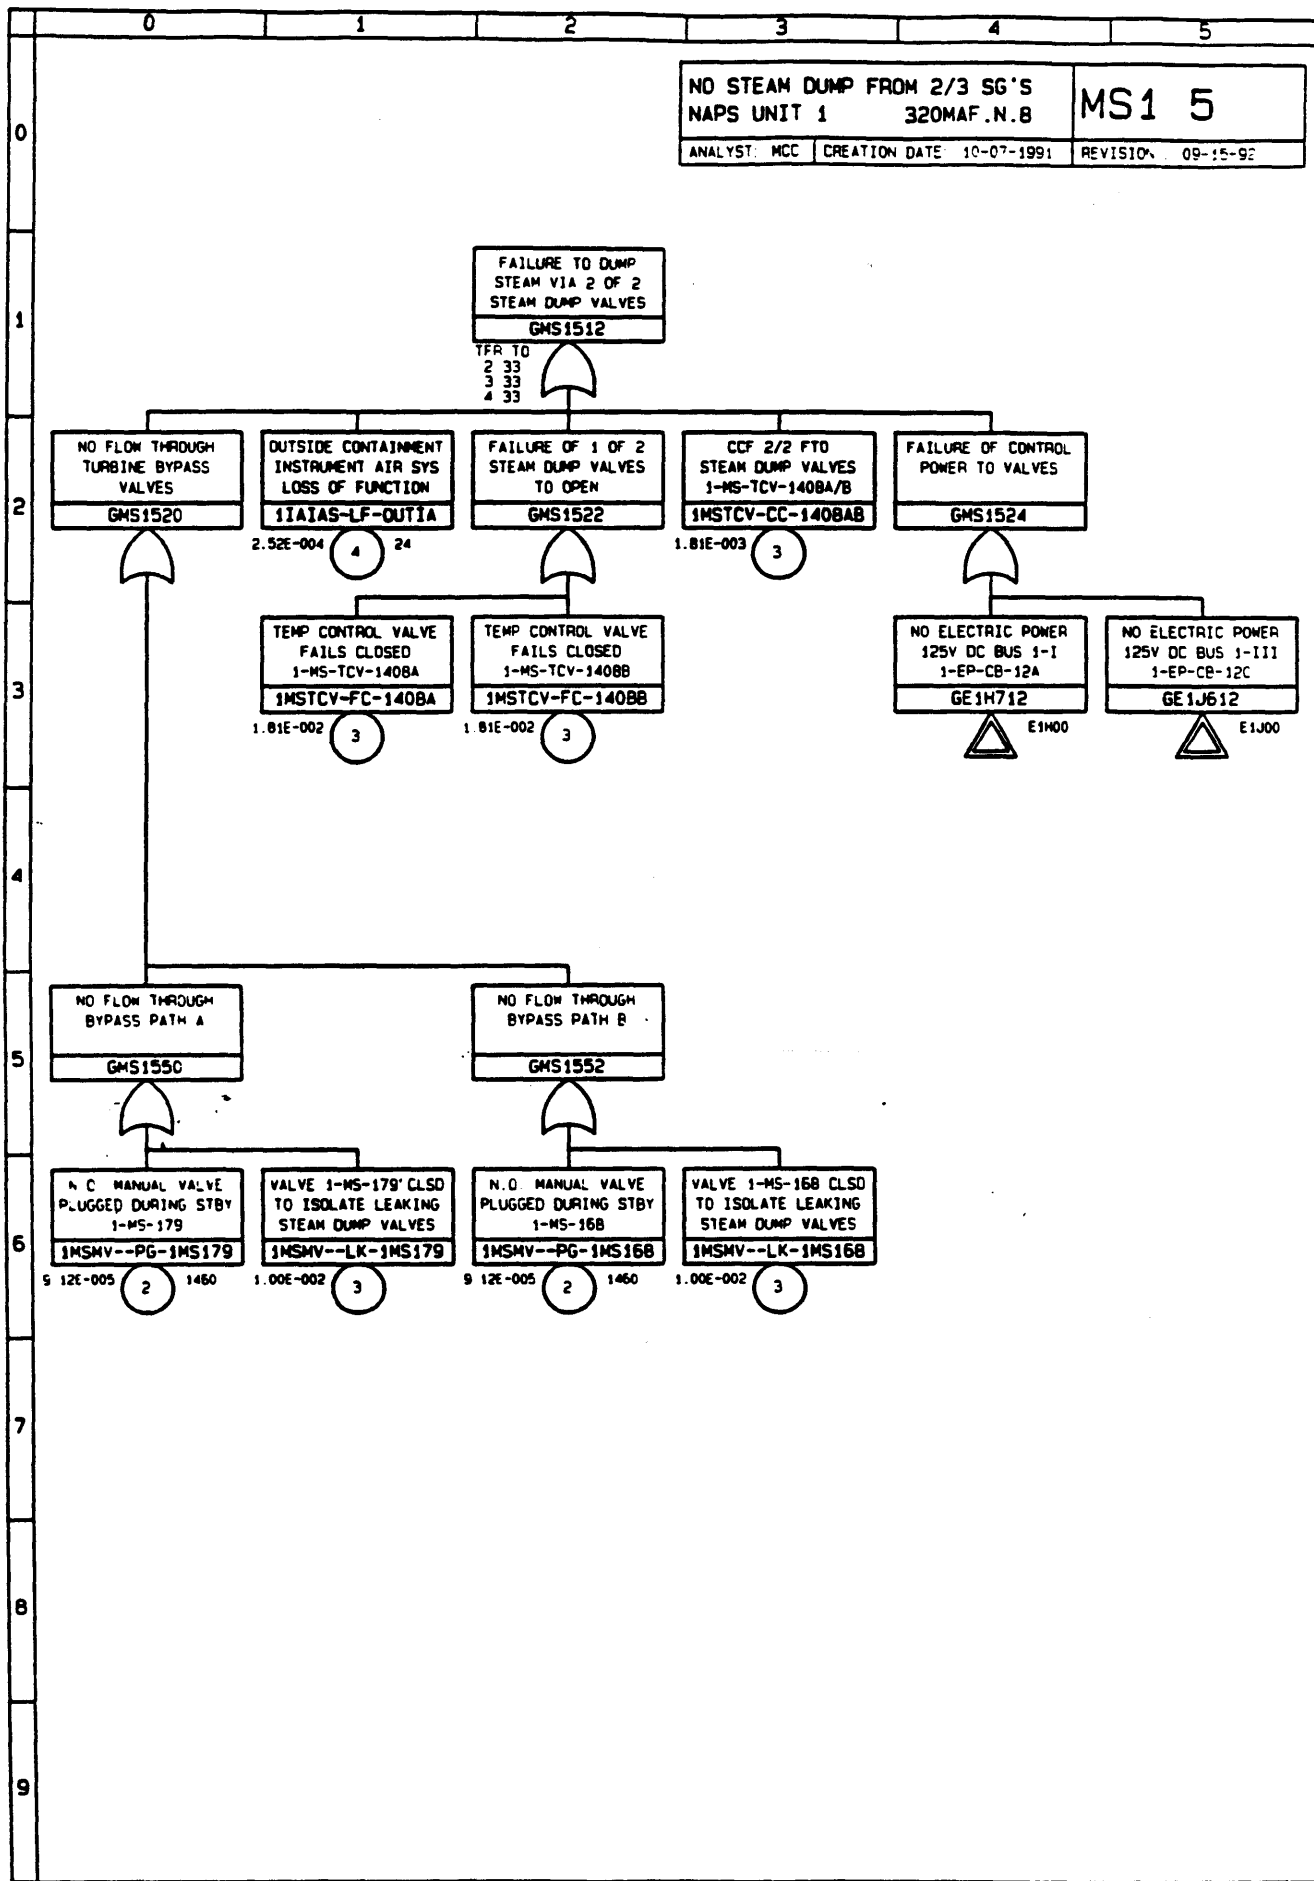 0 1 2 3 4 5
NO STEAM DUMP FROM 2/3 SG'S
NAPS UNIT 1 320MAF.N.8
MS1 5
ANALYST: MCC CREATION DATE 10-07-1991 REVISION 09-15-92
0
FAILURE TO DUMP
STEAM VIA 2 OF 2
STEAM DUMP VALVES
GMS1512
TFR TO
2 33
3 33
4 33
1
NO FLOW THROUGH
TURBINE BYPASS
VALVES
GMS1520
OUTSIDE CONTAINMENT
INSTRUMENT AIR SYS
LOSS OF FUNCTION
1IAIAS-LF-OUTIA
2.52E-004 4 24
FAILURE OF 1 OF 2
STEAM DUMP VALVES
TO OPEN
GMS1522
CCF 2/2 FTO
STEAM DUMP VALVES
1-MS-TCV-1408A/B
1MSTCV-CC-1408AB
1.81E-003 3
FAILURE OF CONTROL
POWER TO VALVES
GMS1524
2
TEMP CONTROL VALVE
FAILS CLOSED
1-MS-TCV-1408A
1MSTCV-FC-1408A
1.81E-002 3
TEMP CONTROL VALVE
FAILS CLOSED
1-MS-TCV-1408B
1MSTCV-FC-1408B
1.81E-002 3
NO ELECTRIC POWER
125V DC BUS 1-I
1-EP-CB-12A
GE1H712
E1H00
NO ELECTRIC POWER
125V DC BUS 1-III
1-EP-CB-12C
GE1J612
E1J00
3
4
NO FLOW THROUGH
BYPASS PATH A
GMS1550
NO FLOW THROUGH
BYPASS PATH B
GMS1552
5
MANUAL VALVE
PLUGGED DURING STBY
1-MS-179
1MSMV--PG-1MS179
9 12E-005 2 1460
VALVE 1-MS-179 CLSD
TO ISOLATE LEAKING
STEAM DUMP VALVES
1MSMV--LK-1MS179
1.00E-002 3
N.O. MANUAL VALVE
PLUGGED DURING STBY
1-MS-168
1MSMV--PG-1MS168
9 12E-005 2 1460
VALVE 1-MS-168 CLSD
TO ISOLATE LEAKING
STEAM DUMP VALVES
1MSMV--LK-1MS168
1.00E-002 3
6
7
8
9